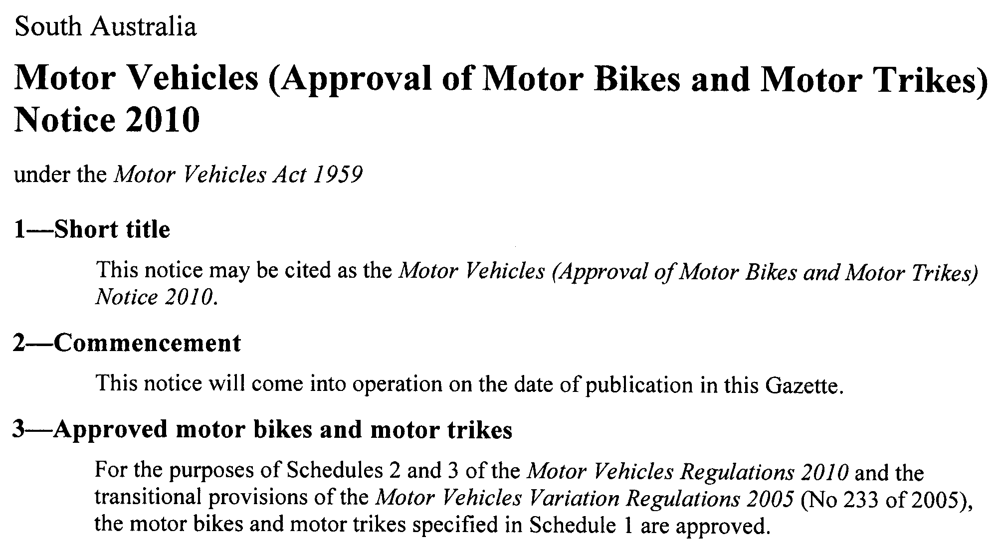 South Australia
Motor Vehicles (Approval of Motor Bikes and Motor Trikes)
Notice 2010
under the Motor Vehicles Act 1959
1—Short title
This notice may be cited as the Motor Vehicles (Approval of Motor Bikes and Motor Trikes)
Notice 2010.
2—Commencement
This notice will come into operation on the date of publication in this Gazette.
3—Approved motor bikes and motor trikes
For the purposes of Schedules 2 and 3 of the Motor Vehicles Regulations 2010 and the
transitional provisions of the Motor Vehicles Variation Regulations 2005 (No 233 of 2005),
the motor bikes and motor trikes specified in Schedule 1 are approved.